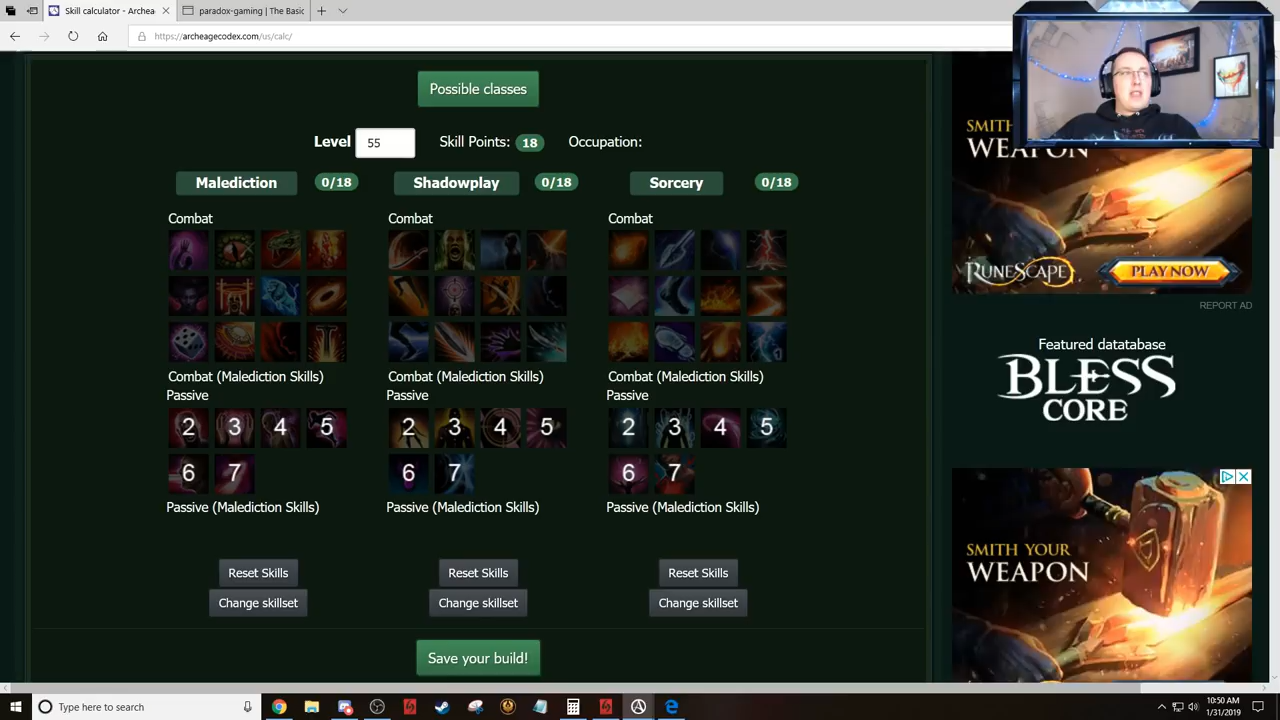 Skill calculator - Archea
paradox-gaming | The Basic
https://archeagecodex.com/us/calc/
Possible classes
Level 55 Skill Points: 18 Occupation:
Malediction 0/18 Shadowplay 0/18 Sorcery 0/18
Combat Combat Combat
Combat (Malediction Skills) Combat (Malediction Skills) Combat (Malediction Skills)
Passive Passive Passive
2 3 4 5 2 3 4 5 2 3 4 5
6 7 6 7 6 7
Passive (Malediction Skills) Passive (Malediction Skills) Passive (Malediction Skills)
Reset Skills Reset Skills Reset Skills
Change skillset Change skillset Change skillset
Save your build!
SMITH
WEAPON
RUNESCAPE PLAY NOW
REPORT AD
Featured datatabase
BLESS
CORE
SMITH YOUR
WEAPON
Type here to search
10:50 AM
1/31/2019